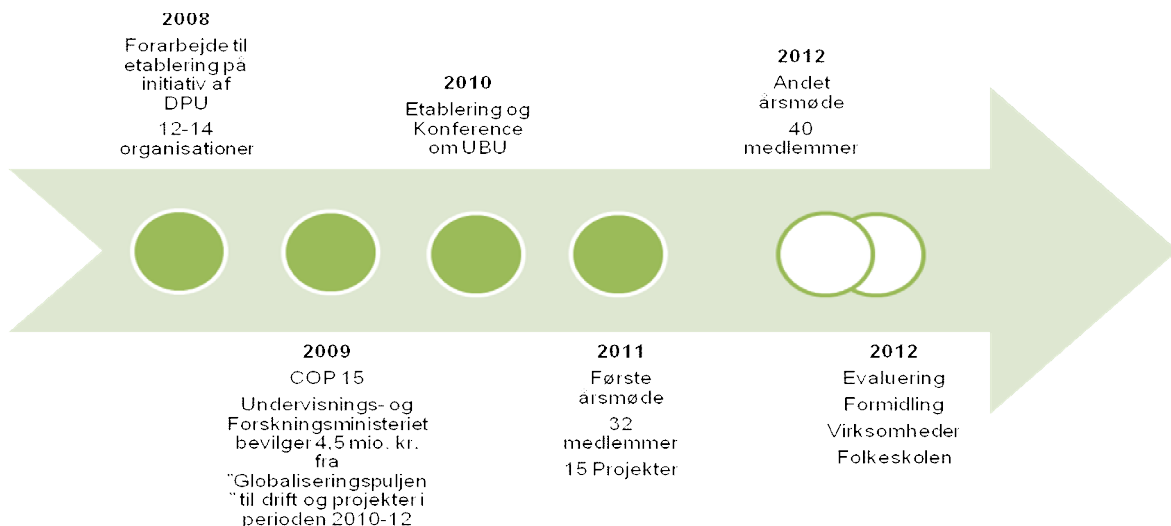 2008
Forarbejde til
etablering på
initiativ af
DPU
12-14
organisationer
2009
COP 15
Undervisnings- og
Forskningsministeriet
bevilger 4,5 mio. kr.
fra
"Globaliseringspuljen
" til drift og projekter i
perioden 2010-12
2010
Etablering og
Konference
om UBU
2011
Første
årsmøde
32
medlemmer
15 Projekter
2012
Andet
årsmøde
40
medlemmer
2012
Evaluering
Formidling
Virksomheder
Folkeskolen